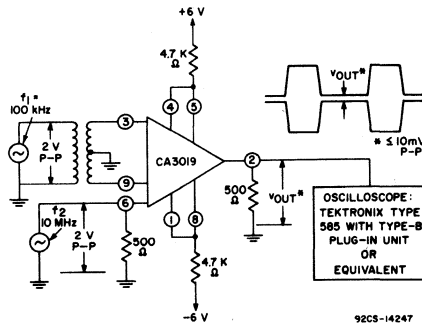 +6 V
4.7 K
Ω
4
5
f1 =
100 kHz
2 V
P-P
3
9
6
CA3019
2
500
Ω
vOUT*
vOUT*
* ≤ 10mV
P-P
f2
10 MHz
2 V
P-P
500
Ω
1
8
4.7 K
Ω
-6 V
OSCILLOSCOPE:
TEKTRONIX TYPE
585 WITH TYPE-B
PLUG-IN UNIT
OR
EQUIVALENT
92CS-14247